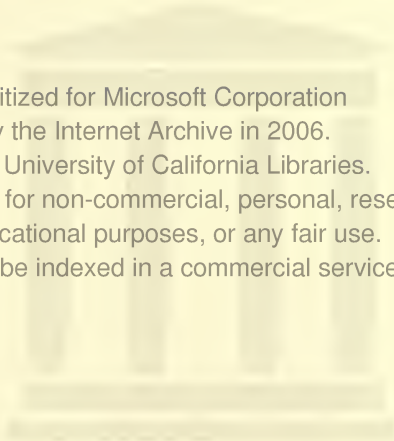 itized for Microsoft Corporation
the Internet Archive in 2006.
University of California Libraries.
for non-commercial, personal, rese
cational purposes, or any fair use.
be indexed in a commercial service